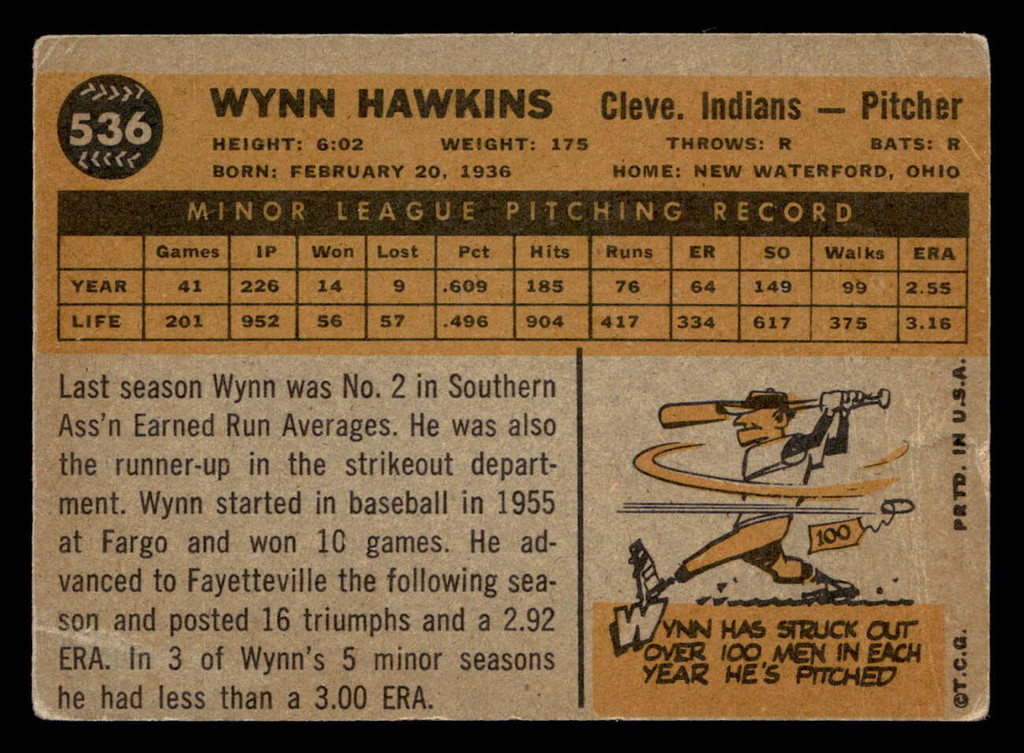 536
WYNN HAWKINS Cleve. Indians — Pitcher
HEIGHT: 6:02 WEIGHT: 175 THROWS: R BATS: R
BORN: FEBRUARY 20, 1936 HOME: NEW WATERFORD, OHIO
MINOR LEAGUE PITCHING RECORD
Games IP Won Lost Pct Hits Runs ER SO Walks ERA
YEAR 41 226 14 9 .609 185 76 64 149 99 2.55
LIFE 201 952 56 57 .496 904 417 334 617 375 3.16
Last season Wynn was No. 2 in Southern
Ass'n Earned Run Averages. He was also
the runner-up in the strikeout depart-
ment. Wynn started in baseball in 1955
at Fargo and won 10 games. He ad-
vanced to Fayetteville the following sea-
son and posted 16 triumphs and a 2.92
ERA. In 3 of Wynn's 5 minor seasons
he had less than a 3.00 ERA.
100
WYNN HAS STRUCK OUT
OVER 100 MEN IN EACH
YEAR HE'S PITCHED
©T.C.G. PRTD. IN U.S.A.